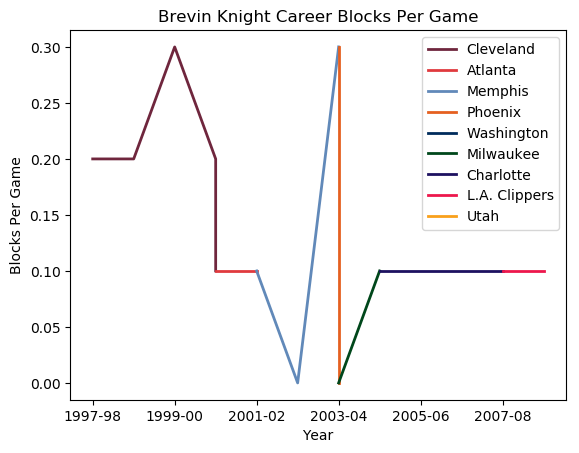 Brevin Knight Career Blocks Per Game
Blocks Per Game
0.30
0.25
0.20
0.15
0.10
0.05
0.00
Cleveland
Atlanta
Memphis
Phoenix
Washington
Milwaukee
Charlotte
L.A. Clippers
Utah
1997-98 1999-00 2001-02 2003-04 2005-06 2007-08
Year